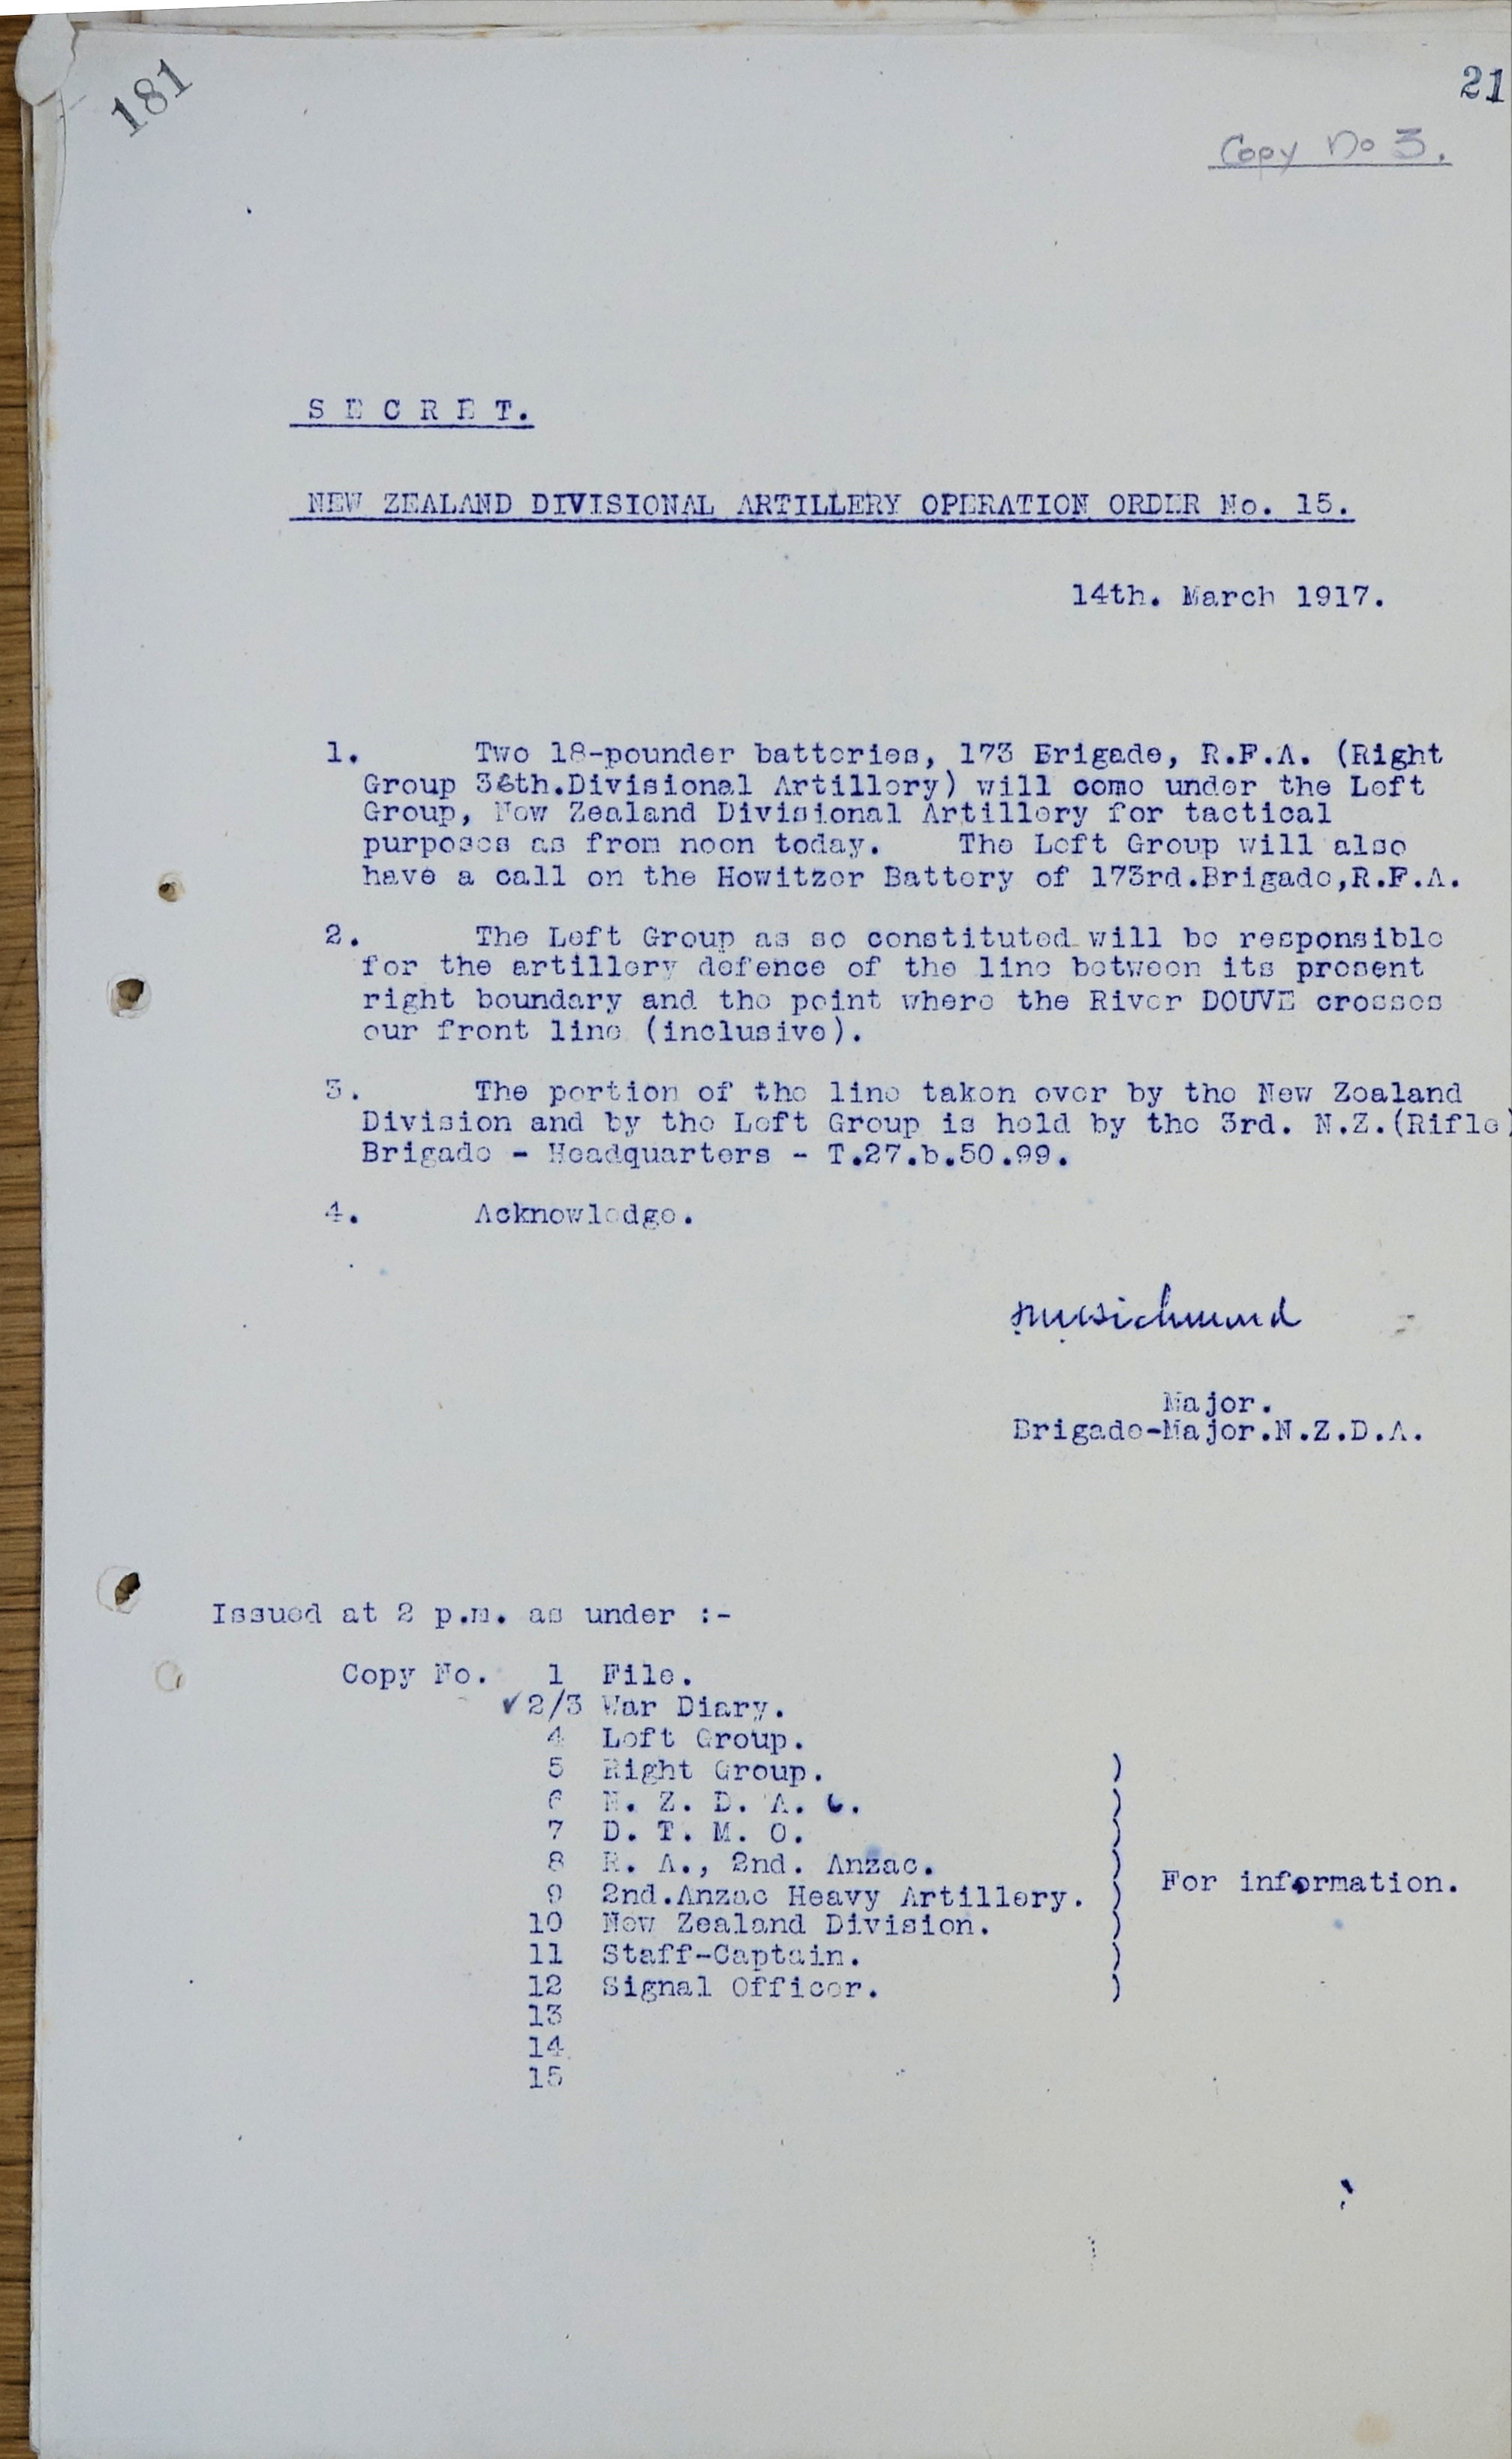 181
21
Copy No 3.
SECRET.
NEW ZEALAND DIVISIONAL ARTILLERY OPERATION ORDER No. 15.
14th. March 1917.
1. Two 18-pounder batteries, 173 Brigade, R.F.A. (Right
Group 36th.Divisional Artillery) will come under the Left
Group, New Zealand Divisional Artillery for tactical
purposes as from noon today. The Left Group will also
have a call on the Howitzer Battery of 173rd.Brigade,R.F.A.
2. The Left Group as so constituted will be responsible
for the artillery defence of the line between its present
right boundary and the point where the River DOUVE crosses
our front line (inclusive).
3. The portion of the line taken over by the New Zealand
Division and by the Left Group is held by the 3rd. N.Z.(Rifle)
Brigade - Headquarters - T.27.b.50.99.
4. Acknowledge.
Major.
Brigade-Major.N.Z.D.A.
Issued at 2 p.m. as under :-
Copy No. 1 File.
✓ 2/3 War Diary.
4 Left Group.
5 Right Group. )
6 N. Z. D. A. C. )
7 D. T. M. O. )
8 R. A., 2nd. Anzac. )
9 2nd.Anzac Heavy Artillery. ) For information.
10 New Zealand Division. )
11 Staff-Captain. )
12 Signal Officer. )
13
14
15